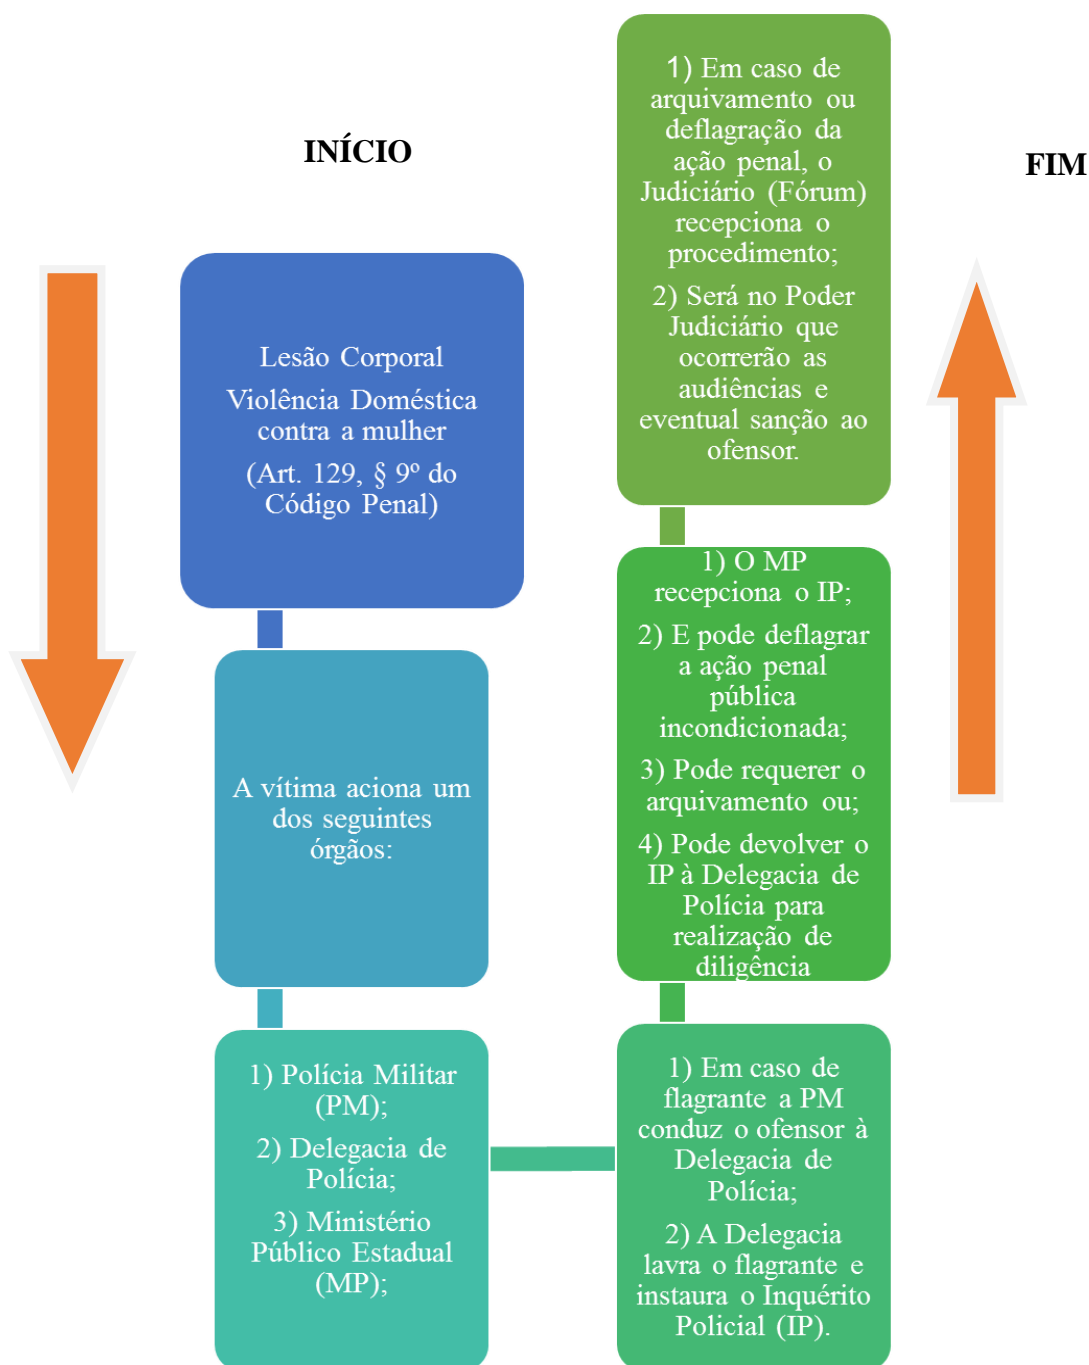 INÍCIO
Lesão Corporal
Violência Doméstica
contra a mulher
(Art. 129, § 9º do
Código Penal)
A vítima aciona um
dos seguintes
órgãos:
1) Polícia Militar
(PM);
2) Delegacia de
Polícia;
3) Ministério
Público Estadual
(MP);
1) Em caso de
flagrante a PM
conduz o ofensor à
Delegacia de
Polícia;
2) A Delegacia
lavra o flagrante e
instaura o Inquérito
Policial (IP).
1) O MP
recepciona o IP;
2) E pode deflagrar
a ação penal
pública
incondicionada;
3) Pode requerer o
arquivamento ou;
4) Pode devolver o
IP à Delegacia de
Polícia para
realização de
diligência
1) Em caso de
arquivamento ou
deflagração da
ação penal, o
Judiciário (Fórum)
recepciona o
procedimento;
2) Será no Poder
Judiciário que
ocorrerão as
audiências e
eventual sanção ao
ofensor.
FIM